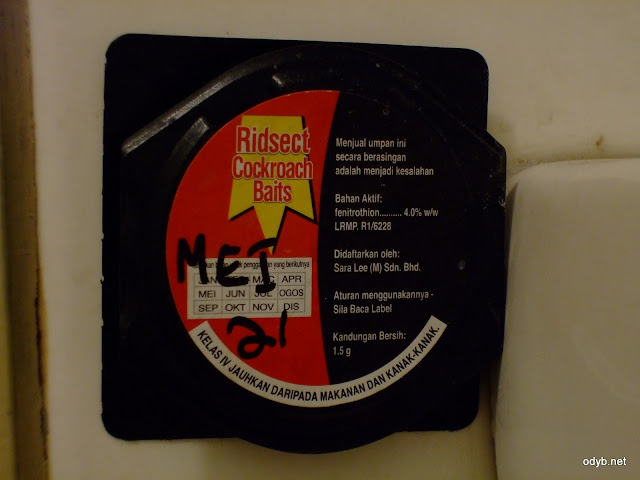 Ridsect
Cockroach
Baits
Menjual umpan ini
secara berasingan
adalah menjadi kesalahan
Bahan Aktif:
fenitrothion.......... 4.0% w/w
LRMP. R1/6226
Didaftarkan oleh:
Sara Lee (M) Sdn. Bhd.
Aturan menggunakannya -
Sila Baca Label
Kandungan Bersih:
1.5 g
MEI
yang berikutnya
APR
MEI JUN JUL OGOS
SEP OKT NOV DIS
21
KELAS IV JAUHKAN DARIPADA MAKANAN DAN KANAK-KANAK.
odyb.net